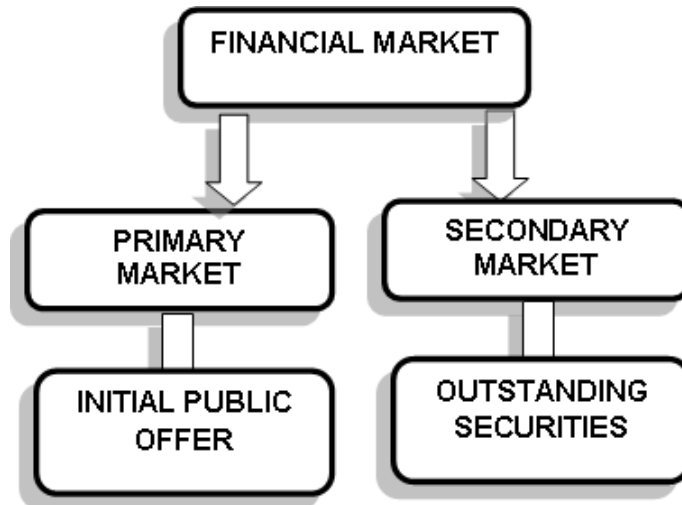 FINANCIAL MARKET
PRIMARY
MARKET
SECONDARY
MARKET
INITIAL PUBLIC
OFFER
OUTSTANDING
SECURITIES